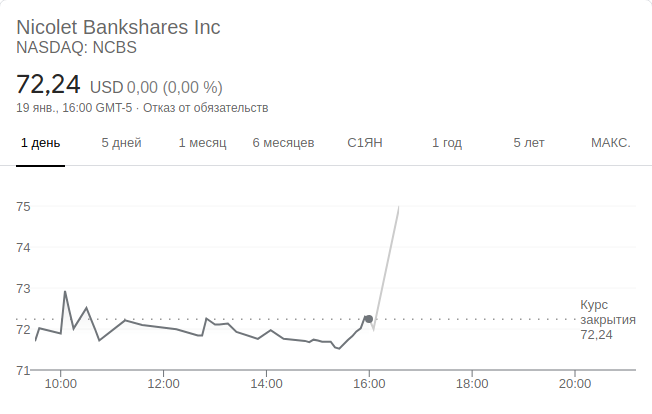 Nicolet Bankshares Inc
NASDAQ: NCBS
72,24 USD 0,00 (0,00 %)
19 янв., 16:00 GMT-5 · Отказ от обязательств
1 день 5 дней 1 месяц 6 месяцев С1ЯН 1 год 5 лет МАКС.
75
74
73
72
71
Курс
закрытия
72,24
10:00 12:00 14:00 16:00 18:00 20:00